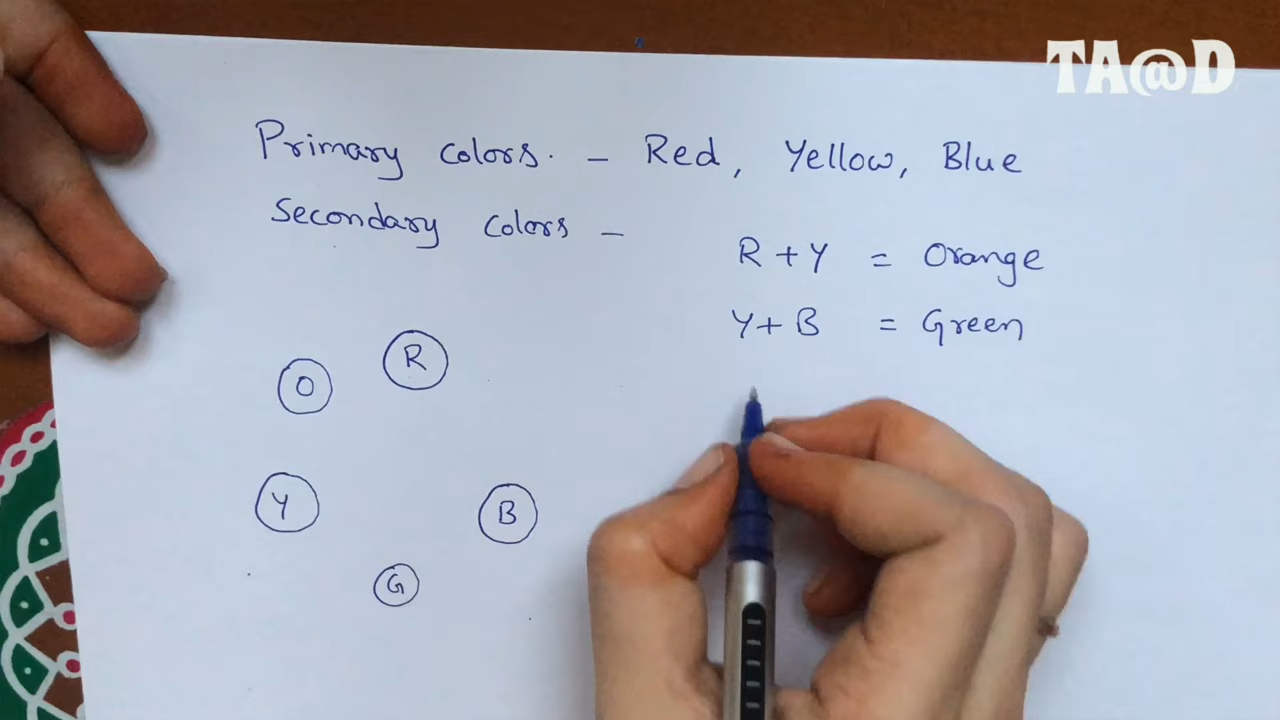 TA@D
Primary colors. - Red, Yellow, Blue
Secondary colors -
R + Y = Orange
Y + B = Green
R
O
Y
B
G